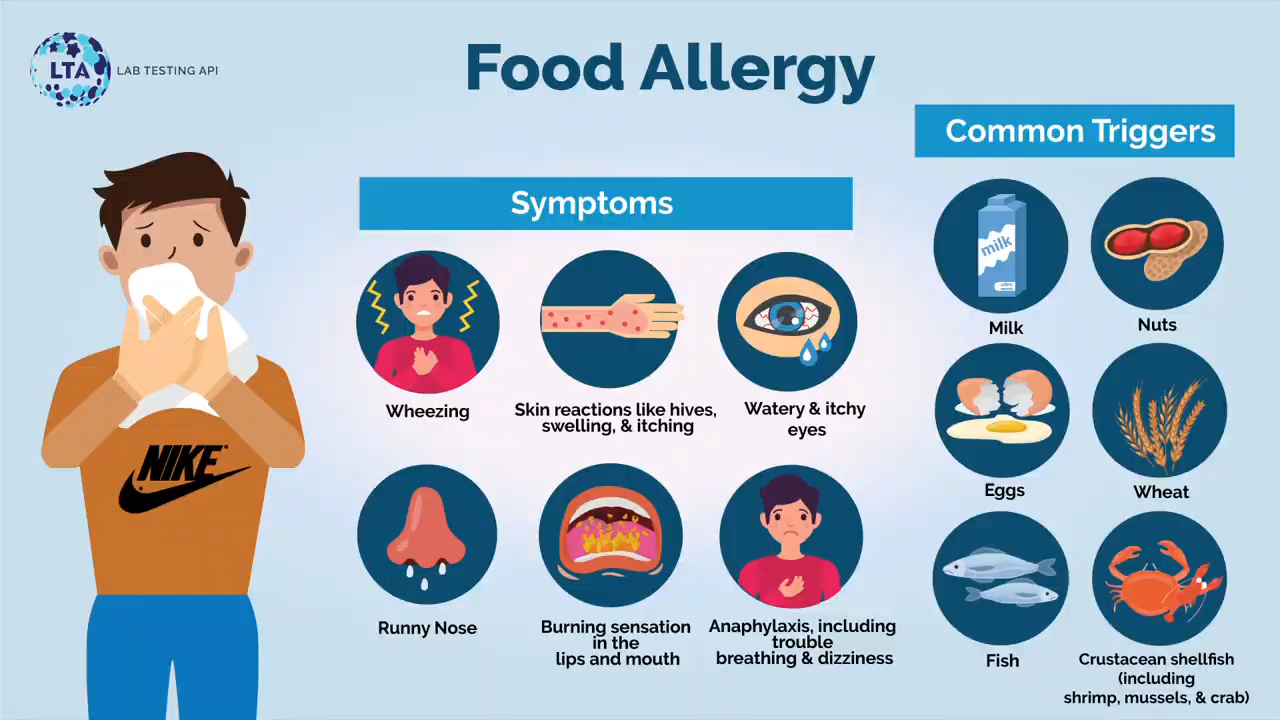 LTA
LAB TESTING API
Food Allergy
Common Triggers
Symptoms
milk
Milk
Nuts
Wheezing
Skin reactions like hives,
swelling, & itching
Watery & itchy
eyes
NIKE
Eggs
Wheat
Runny Nose
Burning sensation
in the
lips and mouth
Anaphylaxis, including
trouble
breathing & dizziness
Fish
Crustacean shellfish
(including
shrimp, mussels, & crab)